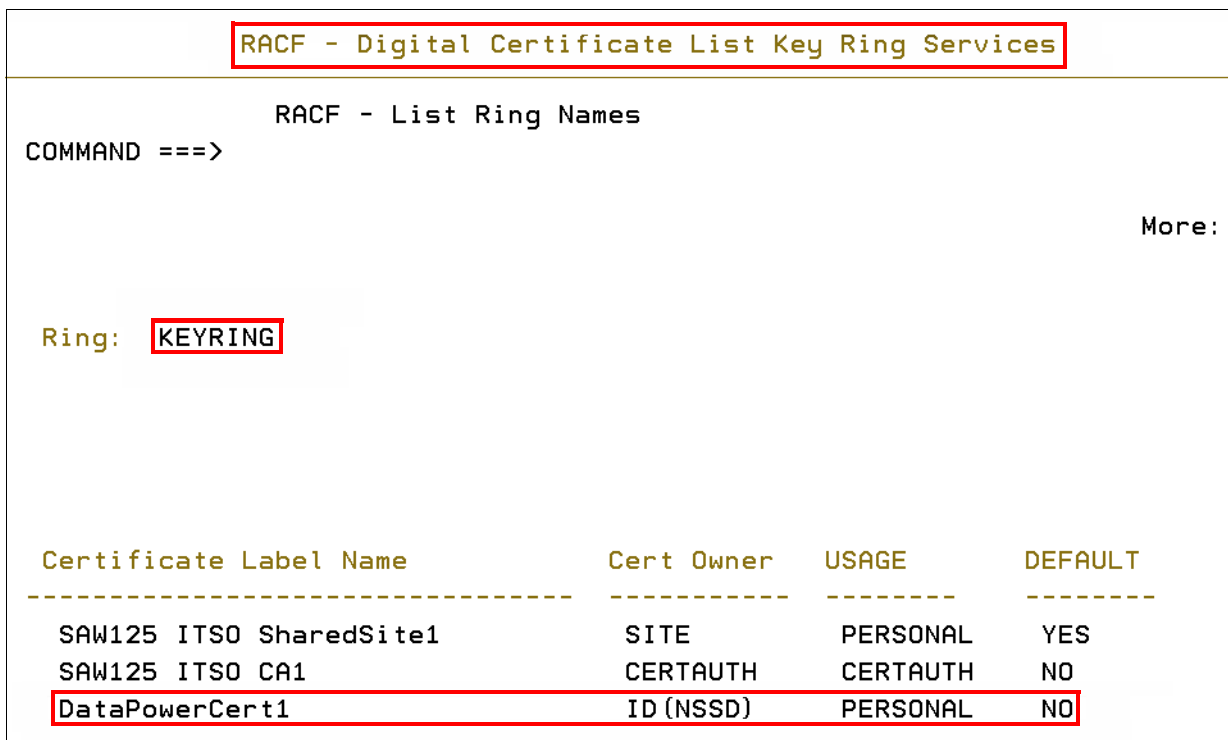 RACF - Digital Certificate List Key Ring Services
RACF - List Ring Names
COMMAND ===>
More:
Ring: KEYRING
Certificate Label Name Cert Owner USAGE DEFAULT
--------------------------------- ----------- -------- --------
SAW125 ITSO SharedSite1 SITE PERSONAL YES
SAW125 ITSO CA1 CERTAUTH CERTAUTH NO
DataPowerCert1 ID(NSSD) PERSONAL NO